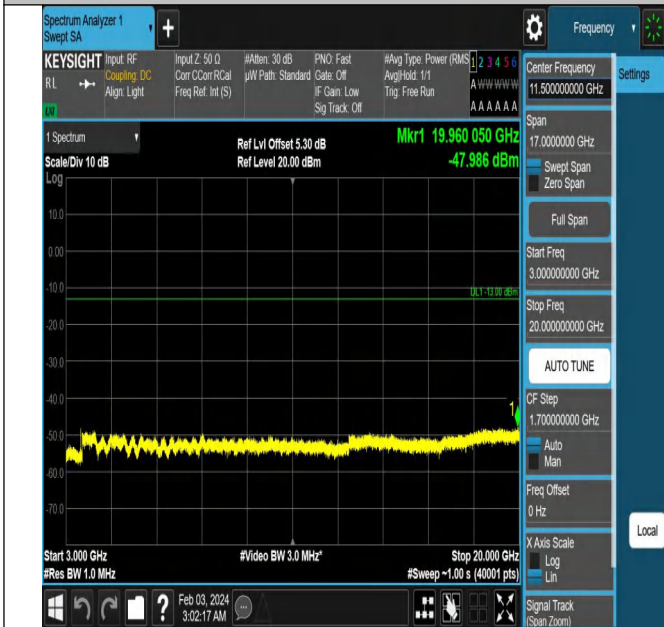 Spectrum Analyzer 1
Swept SA
Frequency
KEYSIGHT
RL
LXI
Input: RF
Coupling: DC
Align: Light
Input Z: 50 Ω
Corr CCorr RCal
Freq Ref: Int (S)
#Atten: 30 dB
µW Path: Standard
PNO: Fast
Gate: Off
IF Gain: Low
Sig Track: Off
#Avg Type: Power (RMS
Avg|Hold: 1/1
Trig: Free Run
1 2 3 4 5 6
A W W W W W
A A A A A A
1 Spectrum
Scale/Div 10 dB
Log
Ref Lvl Offset 5.30 dB
Ref Level 20.00 dBm
Mkr1 19.960 050 GHz
-47.986 dBm
10.0
0.00
-10.0
DL1 -13.00 dBm
-20.0
-30.0
-40.0
1
-50.0
-60.0
-70.0
Start 3.000 GHz
#Res BW 1.0 MHz
#Video BW 3.0 MHz*
Stop 20.000 GHz
#Sweep ~1.00 s (40001 pts)
Feb 03, 2024
3:02:17 AM
Center Frequency
11.500000000 GHz
Settings
Span
17.0000000 GHz
Swept Span
Zero Span
Full Span
Start Freq
3.000000000 GHz
Stop Freq
20.000000000 GHz
AUTO TUNE
CF Step
1.700000000 GHz
Auto
Man
Freq Offset
0 Hz
X Axis Scale
Log
Lin
Local
Signal Track
(Span Zoom)